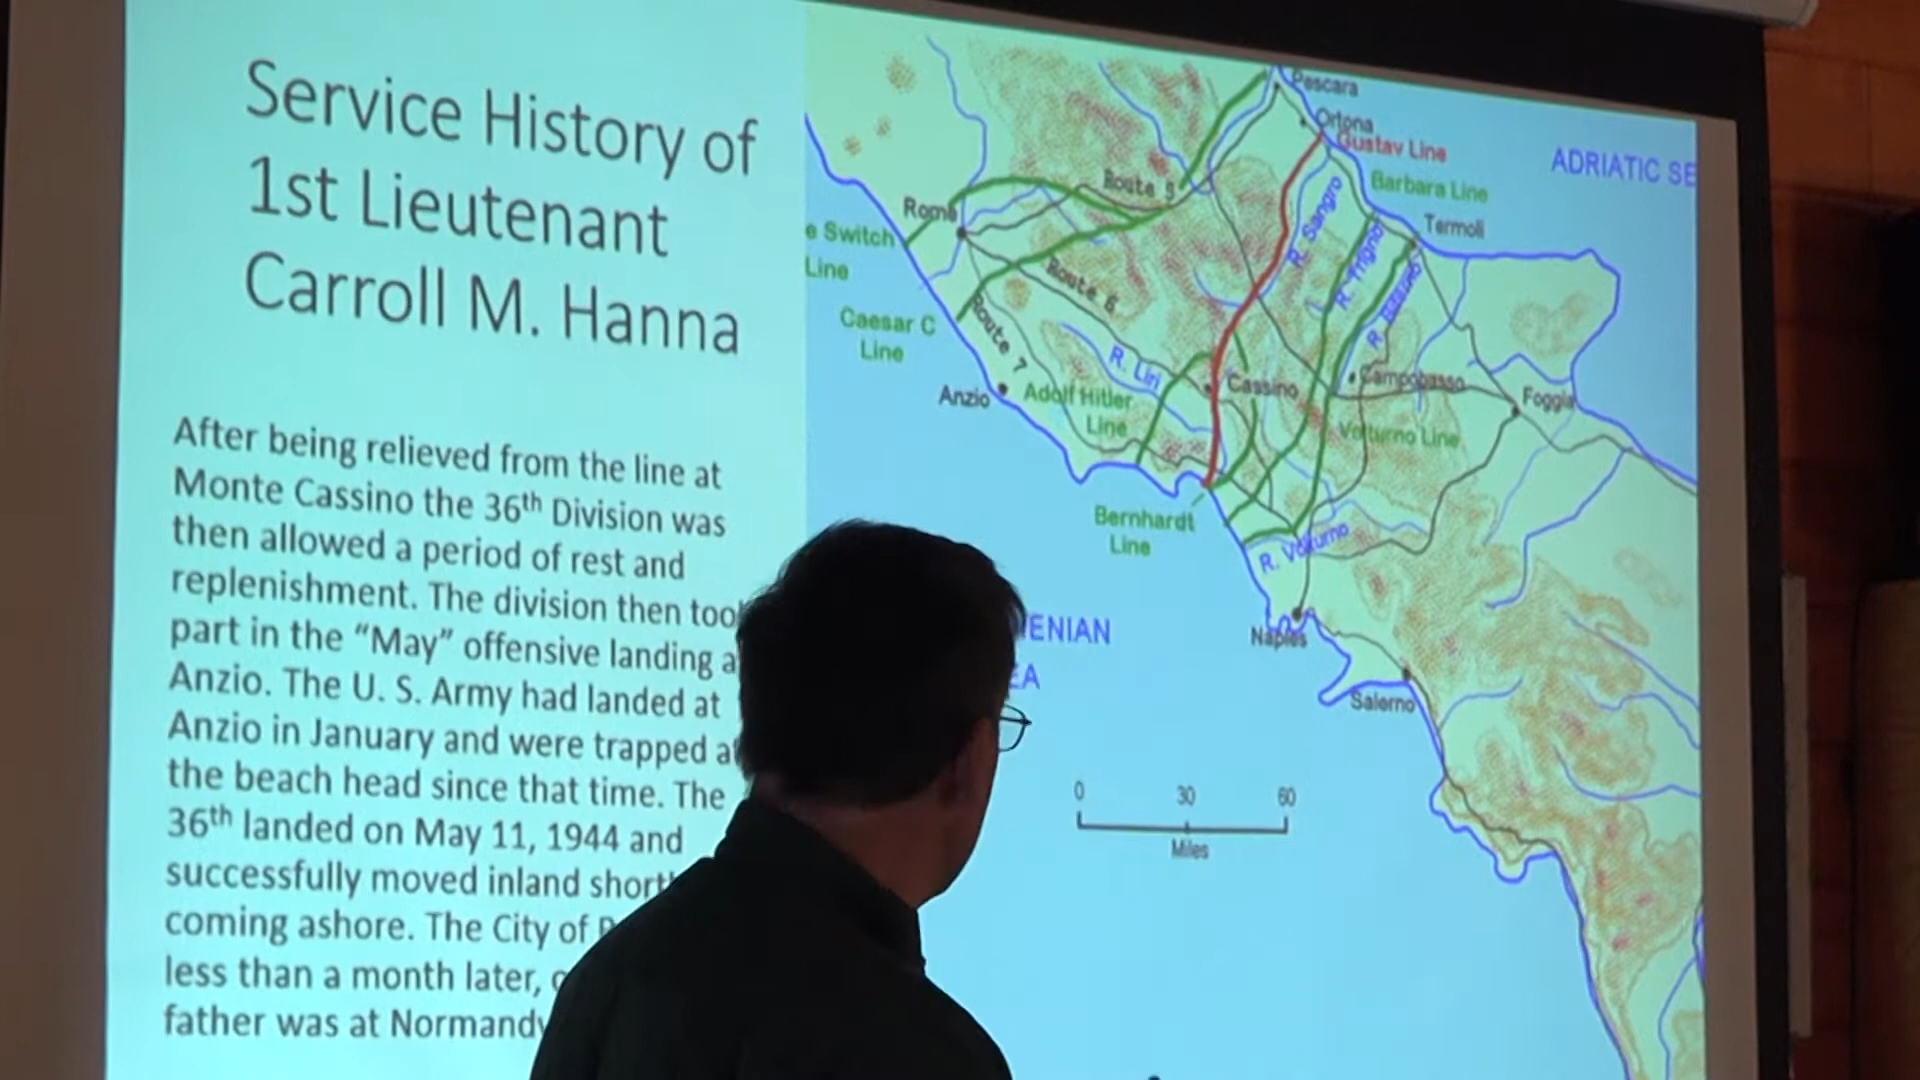 Service History of
1st Lieutenant
Carroll M. Hanna
After being relieved from the line at
Monte Cassino the 36th Division was
then allowed a period of rest and
replenishment. The division then
part in the “May” offensive landing
Anzio. The U. S. Army had landed at
Anzio in January and were trapped
the beach head since that time. The
36th landed on May 11, 1944 and
successfully moved inland
coming ashore. The City of
less than a month later,
father was at Normandy
Pescara
Ortona
Gustav Line
ADRIATIC
Barbara Line
Termoli
Route 9
Rome
e Switch
Line
R. Sangro
R. Trigno
R.
Route 6
Route 7
Caesar C
Line
R. Liri
Anzio
Adolf Hitler
Line
Cassino
Campobasso
Foggia
Volturno Line
Bernhardt
Line
R. Volturno
ENIAN
EA
Naples
Salerno
0 30 60
Miles